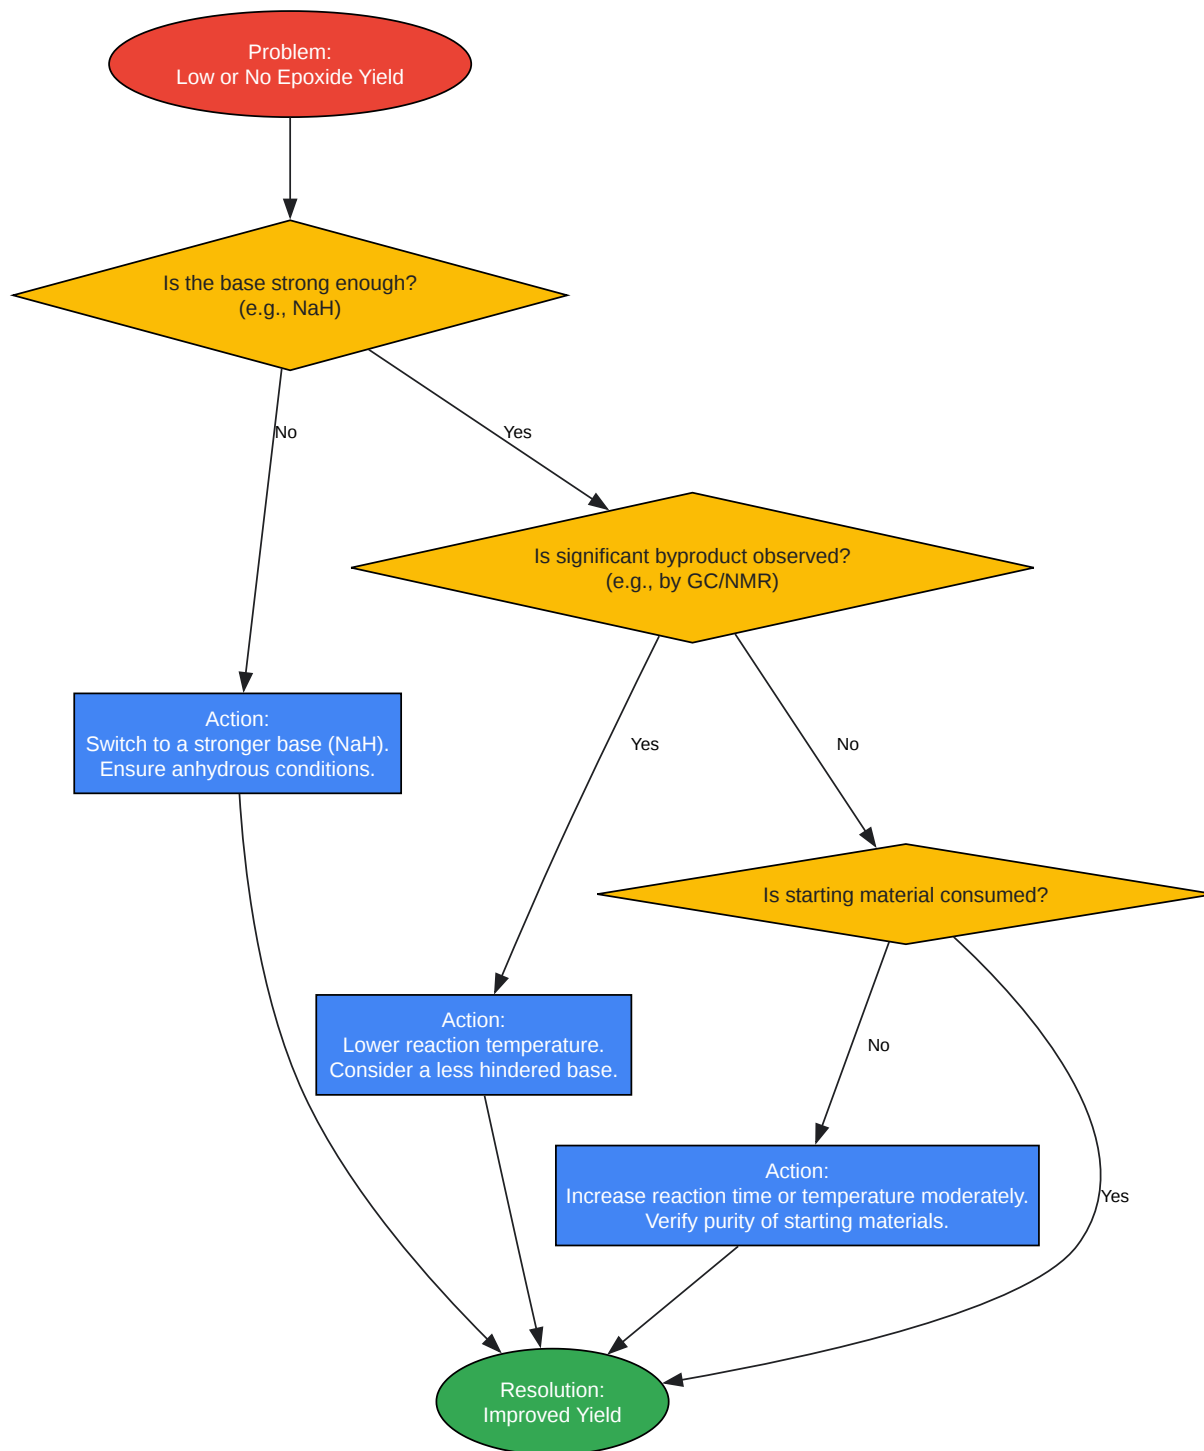 Problem:
Low or No Epoxide Yield
Is the base strong enough?
(e.g., NaH)
No
Yes
Is significant byproduct observed?
(e.g., by GC/NMR)
Action:
Switch to a stronger base (NaH).
Ensure anhydrous conditions.
Yes
No
Is starting material consumed?
Action:
Lower reaction temperature.
Consider a less hindered base.
No
Action:
Increase reaction time or temperature moderately.
Verify purity of starting materials.
Yes
Resolution:
Improved Yield